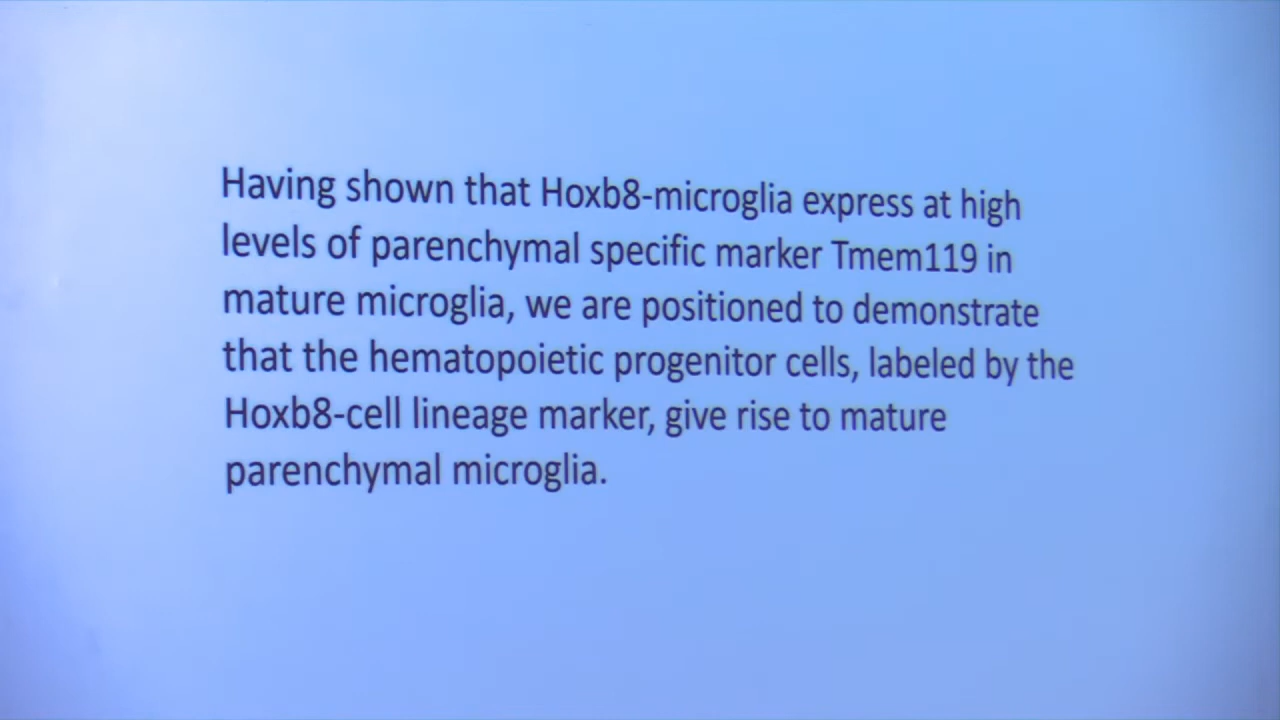 Having shown that Hoxb8-microglia express at high
levels of parenchymal specific marker Tmem119 in
mature microglia, we are positioned to demonstrate
that the hematopoietic progenitor cells, labeled by the
Hoxb8-cell lineage marker, give rise to mature
parenchymal microglia.